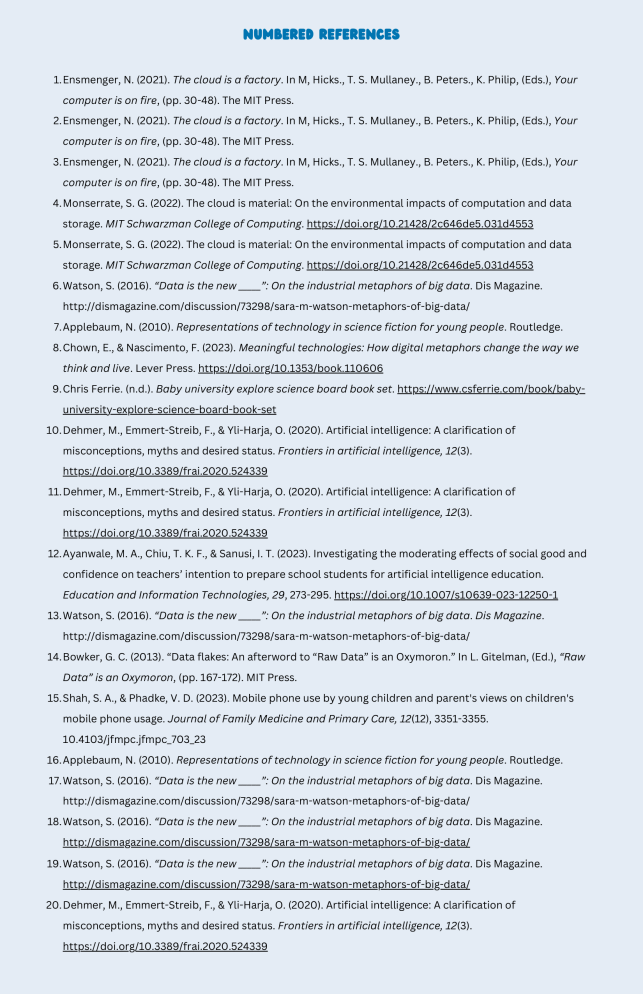 NUMBERED REFERENCES
1. Ensmenger, N. (2021). The cloud is a factory. In M, Hicks., T. S. Mullaney., B. Peters., K. Philip, (Eds.), Your
computer is on fire, (pp. 30-48). The MIT Press.
2. Ensmenger, N. (2021). The cloud is a factory. In M, Hicks., T. S. Mullaney., B. Peters., K. Philip, (Eds.), Your
computer is on fire, (pp. 30-48). The MIT Press.
3. Ensmenger, N. (2021). The cloud is a factory. In M, Hicks., T. S. Mullaney., B. Peters., K. Philip, (Eds.), Your
computer is on fire, (pp. 30-48). The MIT Press.
4. Monserrate, S. G. (2022). The cloud is material: On the environmental impacts of computation and data
storage. MIT Schwarzman College of Computing. https://doi.org/10.21428/2c646de5.031d4553
5. Monserrate, S. G. (2022). The cloud is material: On the environmental impacts of computation and data
storage. MIT Schwarzman College of Computing. https://doi.org/10.21428/2c646de5.031d4553
6. Watson, S. (2016). “Data is the new ____”: On the industrial metaphors of big data. Dis Magazine.
http://dismagazine.com/discussion/73298/sara-m-watson-metaphors-of-big-data/
7. Applebaum, N. (2010). Representations of technology in science fiction for young people. Routledge.
8. Chown, E., & Nascimento, F. (2023). Meaningful technologies: How digital metaphors change the way we
think and live. Lever Press. https://doi.org/10.1353/book.110606
9. Chris Ferrie. (n.d.). Baby university explore science board book set. https://www.csferrie.com/book/baby-
university-explore-science-board-book-set
10. Dehmer, M., Emmert-Streib, F., & Yli-Harja, O. (2020). Artificial intelligence: A clarification of
misconceptions, myths and desired status. Frontiers in artificial intelligence, 12(3).
https://doi.org/10.3389/frai.2020.524339
11. Dehmer, M., Emmert-Streib, F., & Yli-Harja, O. (2020). Artificial intelligence: A clarification of
misconceptions, myths and desired status. Frontiers in artificial intelligence, 12(3).
https://doi.org/10.3389/frai.2020.524339
12. Ayanwale, M. A., Chiu, T. K. F., & Sanusi, I. T. (2023). Investigating the moderating effects of social good and
confidence on teachers’ intention to prepare school students for artificial intelligence education.
Education and Information Technologies, 29, 273-295. https://doi.org/10.1007/s10639-023-12250-1
13. Watson, S. (2016). “Data is the new ____”: On the industrial metaphors of big data. Dis Magazine.
http://dismagazine.com/discussion/73298/sara-m-watson-metaphors-of-big-data/
14. Bowker, G. C. (2013). “Data flakes: An afterword to “Raw Data” is an Oxymoron.” In L. Gitelman, (Ed.), “Raw
Data” is an Oxymoron, (pp. 167-172). MIT Press.
15. Shah, S. A., & Phadke, V. D. (2023). Mobile phone use by young children and parent's views on children's
mobile phone usage. Journal of Family Medicine and Primary Care, 12(12), 3351-3355.
10.4103/jfmpc.jfmpc_703_23
16. Applebaum, N. (2010). Representations of technology in science fiction for young people. Routledge.
17. Watson, S. (2016). “Data is the new ____”: On the industrial metaphors of big data. Dis Magazine.
http://dismagazine.com/discussion/73298/sara-m-watson-metaphors-of-big-data/
18. Watson, S. (2016). “Data is the new ____”: On the industrial metaphors of big data. Dis Magazine.
http://dismagazine.com/discussion/73298/sara-m-watson-metaphors-of-big-data/
19. Watson, S. (2016). “Data is the new ____”: On the industrial metaphors of big data. Dis Magazine.
http://dismagazine.com/discussion/73298/sara-m-watson-metaphors-of-big-data/
20. Dehmer, M., Emmert-Streib, F., & Yli-Harja, O. (2020). Artificial intelligence: A clarification of
misconceptions, myths and desired status. Frontiers in artificial intelligence, 12(3).
https://doi.org/10.3389/frai.2020.524339